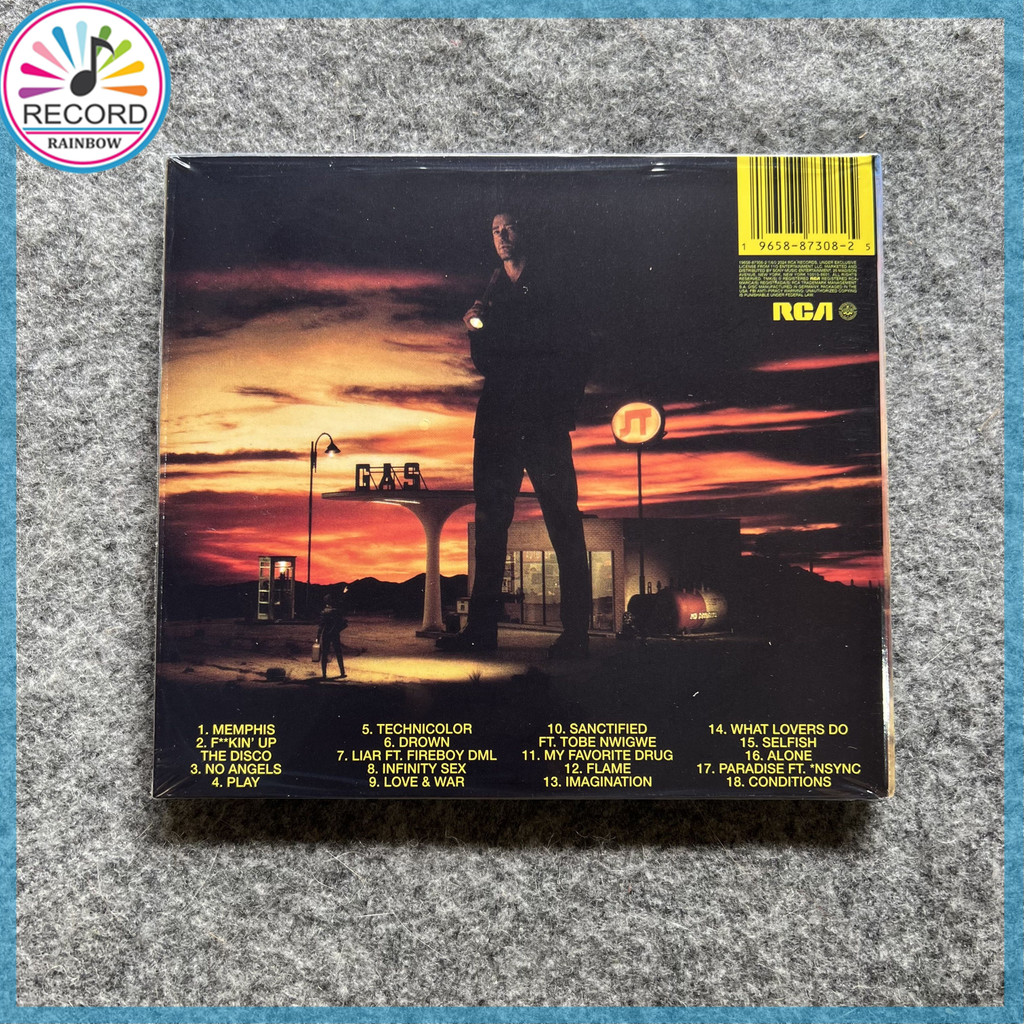 RECORD
RAINBOW
1 9658-87308-2 5
RCA
JT
GAS
1. MEMPHIS
2. F**KIN' UP
THE DISCO
3. NO ANGELS
4. PLAY
5. TECHNICOLOR
6. DROWN
7. LIAR FT. FIREBOY DML
8. INFINITY SEX
9. LOVE & WAR
10. SANCTIFIED
FT. TOBE NWIGWE
11. MY FAVORITE DRUG
12. FLAME
13. IMAGINATION
14. WHAT LOVERS DO
15. SELFISH
16. ALONE
17. PARADISE FT. *NSYNC
18. CONDITIONS